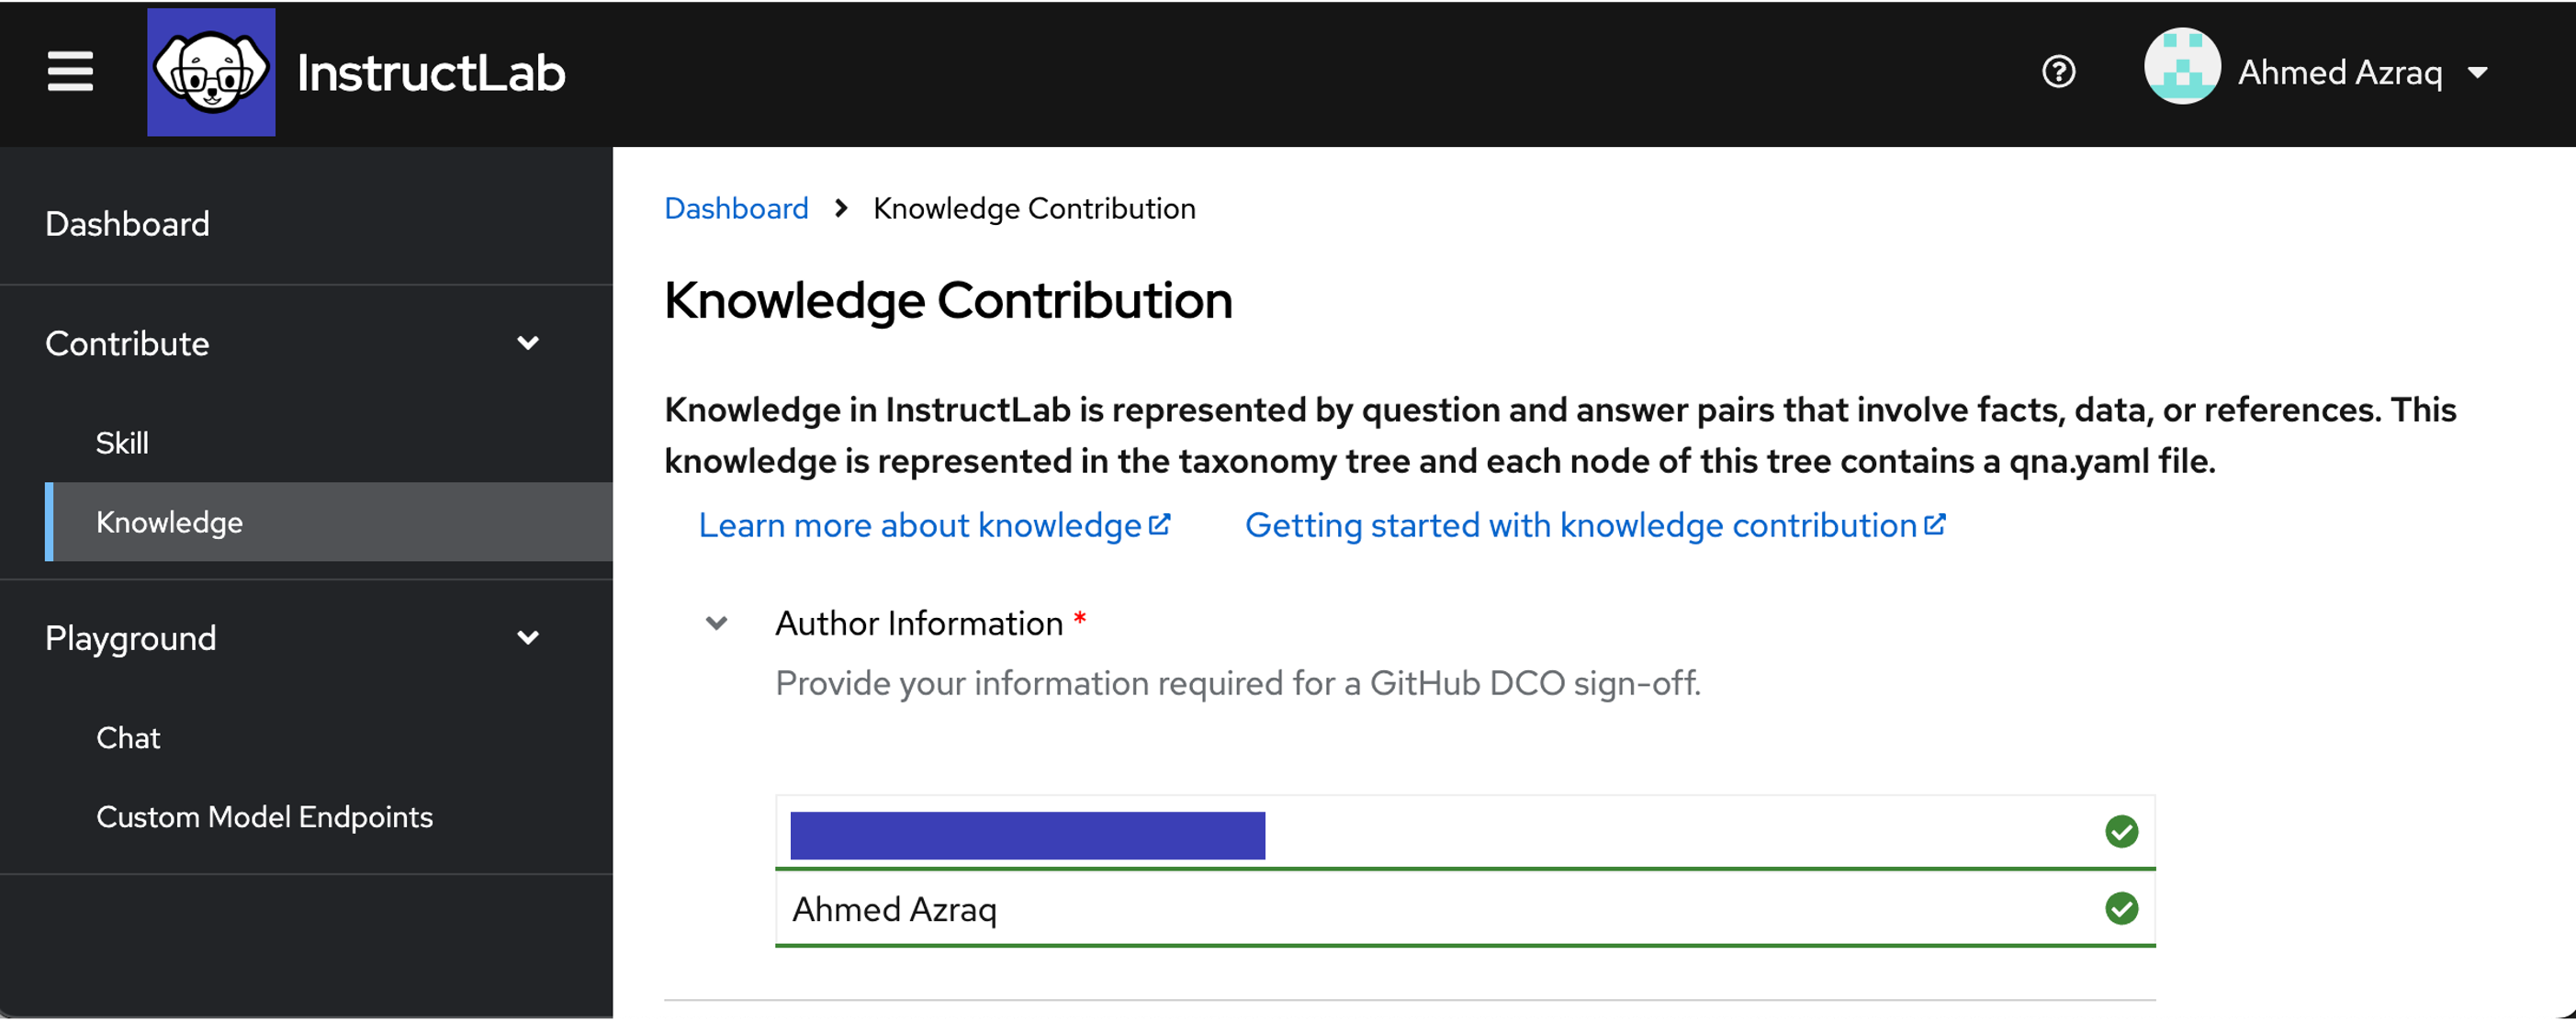 InstructLab
Ahmed Azraq
Dashboard
Contribute
Skill
Knowledge
Playground
Chat
Custom Model Endpoints
Dashboard > Knowledge Contribution
Knowledge Contribution
Knowledge in InstructLab is represented by question and answer pairs that involve facts, data, or references. This
knowledge is represented in the taxonomy tree and each node of this tree contains a qna.yaml file.
Learn more about knowledge Getting started with knowledge contribution
Author Information *
Provide your information required for a GitHub DCO sign-off.
Ahmed Azraq